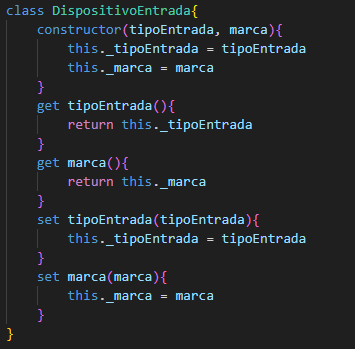 class DispositivoEntrada{
    constructor(tipoEntrada, marca){
        this._tipoEntrada = tipoEntrada
        this._marca = marca
    }
    get tipoEntrada(){
        return this._tipoEntrada
    }
    get marca(){
        return this._marca
    }
    set tipoEntrada(tipoEntrada){
        this._tipoEntrada = tipoEntrada
    }
    set marca(marca){
        this._marca = marca
    }
}